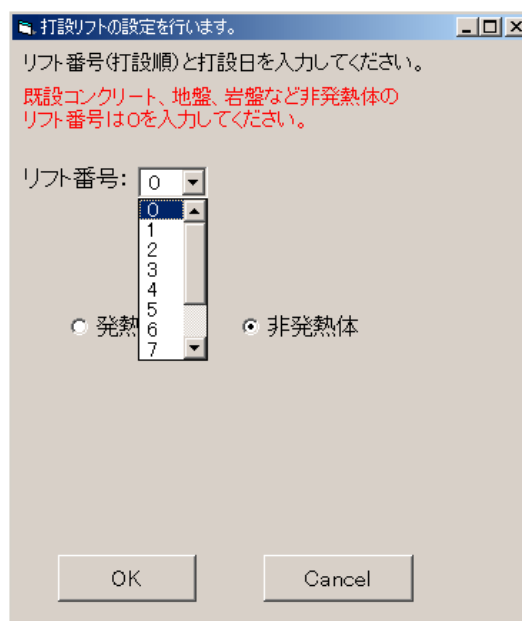 打設リフトの設定を行います。
リフト番号(打設順)と打設日を入力してください。
既設コンクリート、地盤、岩盤など非発熱体の
リフト番号は0を入力してください。
リフト番号: 0
0
1
2
3
4
5
6
7
発熱
非発熱体
OK
Cancel